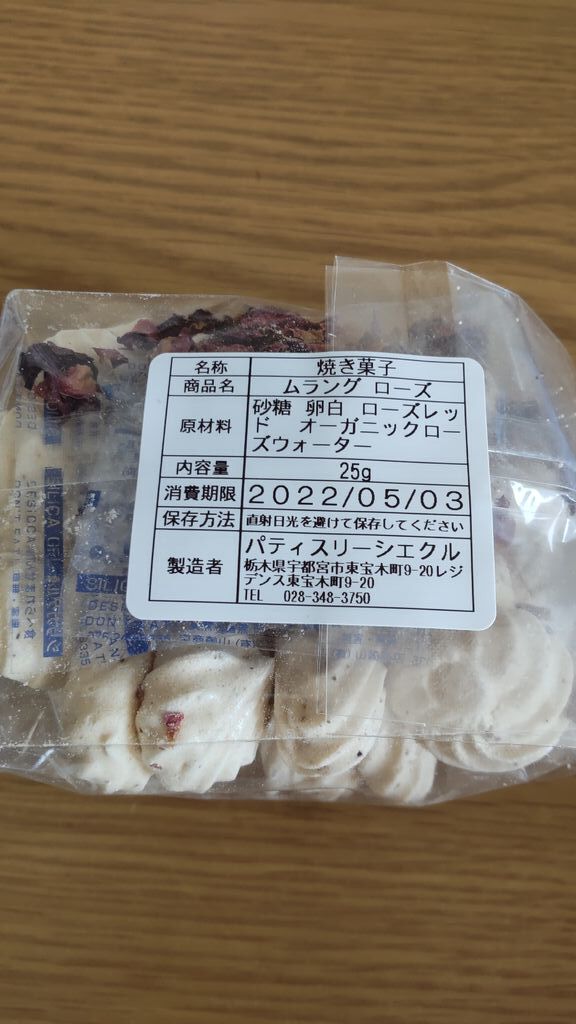 名称 焼き菓子
商品名 ムラング ローズ
原材料 砂糖 卵白 ローズレッ
ド オーガニックロー
ズウォーター
内容量 25g
消費期限 2022/05/03
保存方法 直射日光を避けて保存してください
製造者 パティスリーシエクル
栃木県宇都宮市東宝木町9-20レジ
デンス東宝木町9-20
TEL 028-348-3750